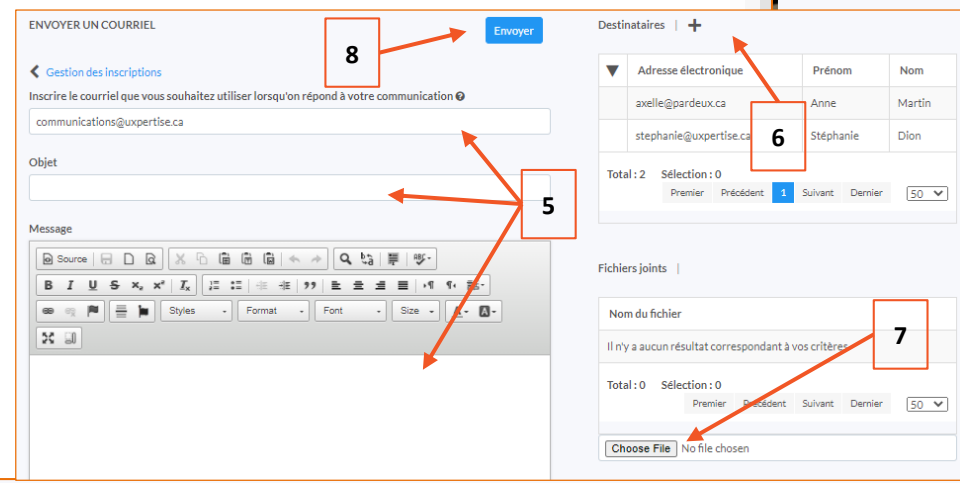 ENVOYER UN COURRIEL
Envoyer
8
Gestion des inscriptions
Inscrire le courriel que vous souhaitez utiliser lorsqu'on répond à votre communication
communications@uxpertise.ca
Objet
5
Message
Source
B I U S x₂ x² Tx
Styles Format Font Size A A
Destinataires | +
Adresse électronique Prénom Nom
axelle@pardeux.ca Anne Martin
stephanie@uxpertise.ca Stéphanie Dion
6
Total : 2 Sélection : 0
Premier Précédent 1 Suivant Dernier 50
Fichiers joints |
Nom du fichier
7
Il n'y a aucun résultat correspondant à vos critères
Total : 0 Sélection : 0
Premier Précédent Suivant Dernier 50
Choose File No file chosen